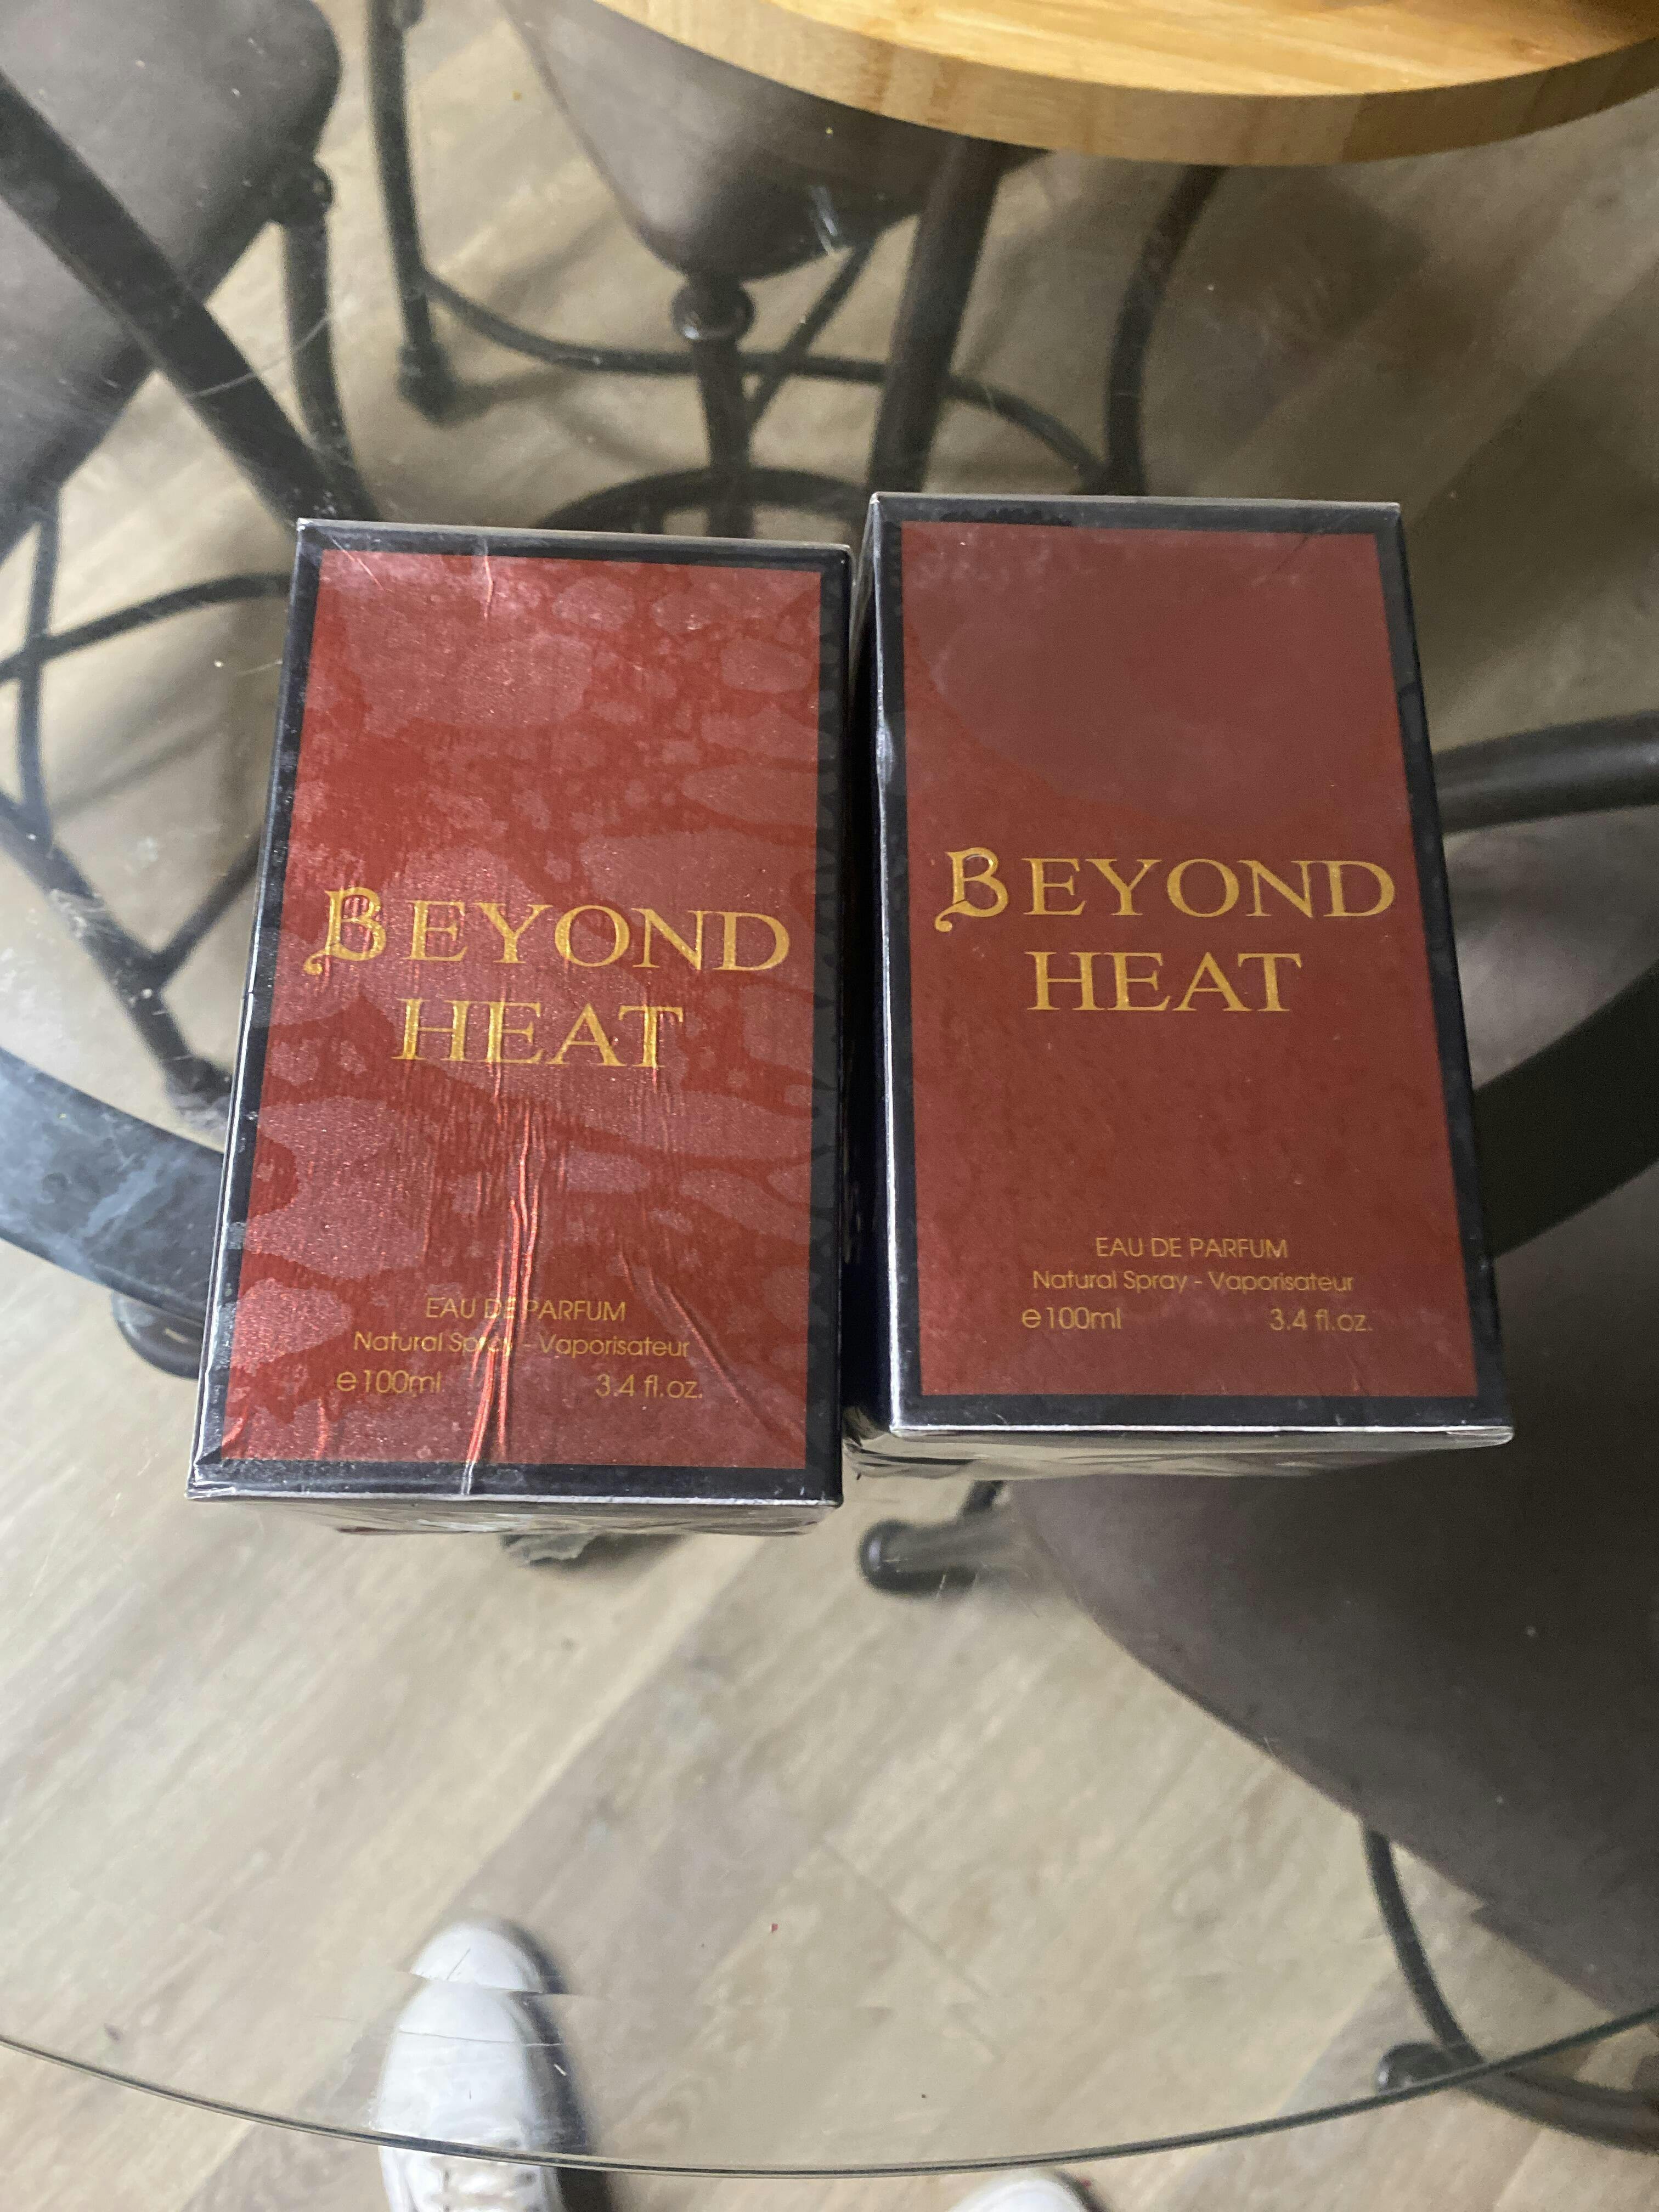 BEYOND
HEAT
EAU DE PARFUM
Natural Spray - Vaporisateur
e100ml 3.4 fl.oz.
BEYOND
HEAT
EAU DE PARFUM
Natural Spray - Vaporisateur
e100ml 3.4 fl.oz.